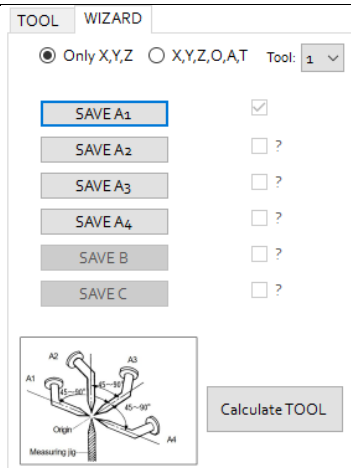 TOOL WIZARD
Only X,Y,Z X,Y,Z,O,A,T Tool: 1
SAVE A1
SAVE A2 ?
SAVE A3 ?
SAVE A4 ?
SAVE B ?
SAVE C ?
A2 A3
A1 45~90° 45~90°
45~90°
Origin
A4
Measuring jig
Calculate TOOL